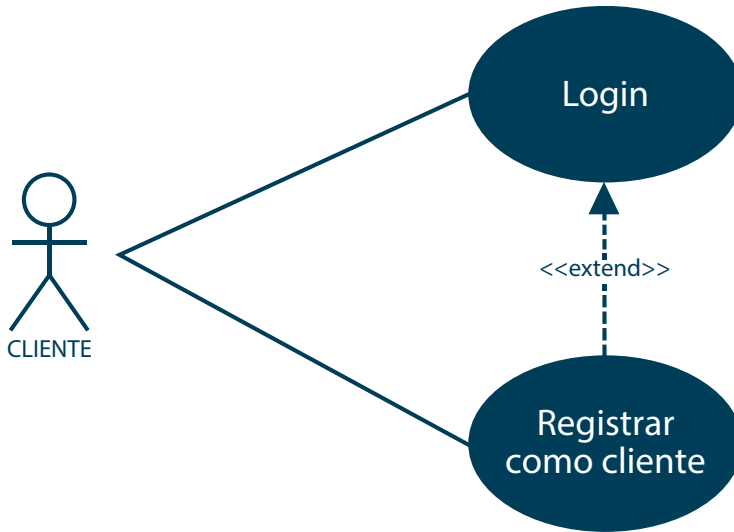 Login
<<extend>>
CLIENTE
Registrar
como cliente